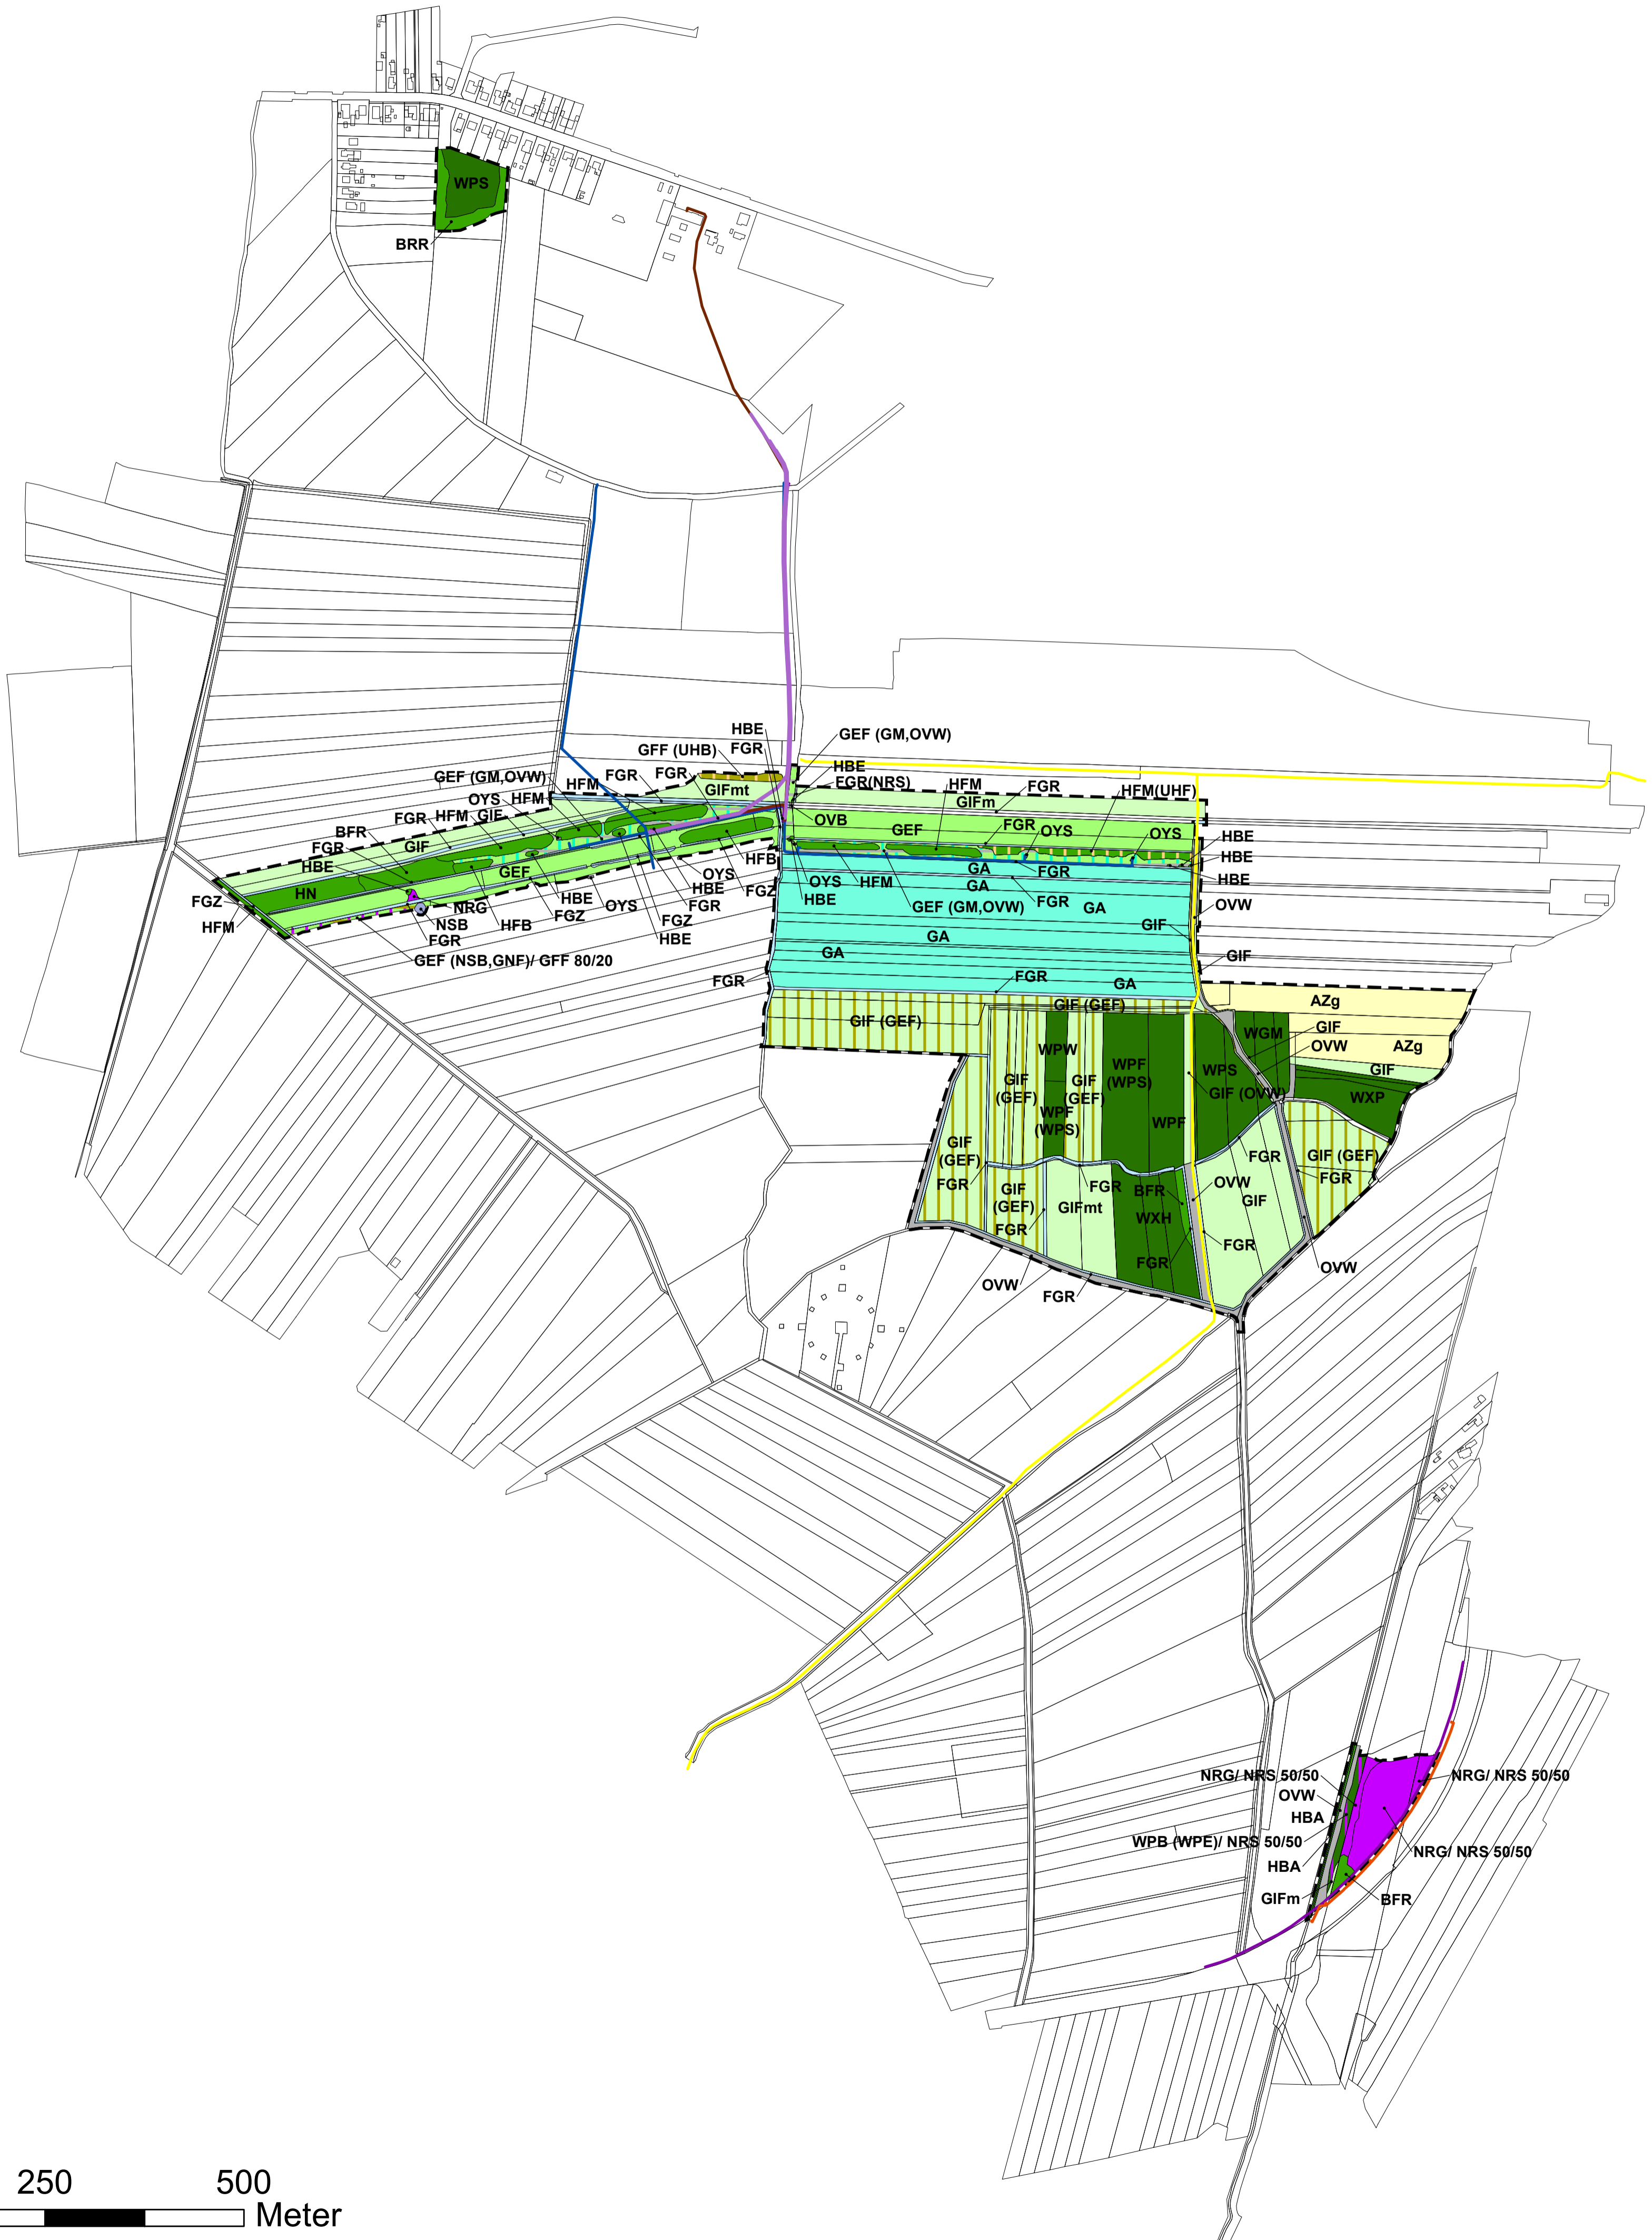 WPS
BRR
HBE
GEF (GM,OVW)
GFF (UHB)
FGR
HBE
GEF (GM,OVW)
HFM
FGR
FGR
FGR(NRS)
HFM
FGR
HFM(UHF)
GIFmt
GIFm
OYS
HFM
OVB
FGR
HFM
GIF
GEF
FGR
OYS
OYS
HBE
BFR
GIF
FGR
HBE
GEF
HFB
GA
FGR
HBE
HBE
HN
HBE
OYS
HBE
FGZ
OYS
HFM
GA
FGZ
NRG
HFB
FGZ
OYS
FGR
HBE
GEF (GM,OVW)
FGR
GA
OVW
HFM
NSB
FGZ
GIF
FGR
HBE
GA
GEF (NSB,GNF)/ GFF 80/20
GA
GIF
FGR
FGR
GA
AZg
GIF (GEF)
GIF (GEF)
GIF
WGM
OVW
AZg
WPW
WPF
(WPS)
WPS
GIF
GIF
(GEF)
GIF
(GEF)
GIF (OVW)
WXP
WPF
(WPS)
WPF
GIF
(GEF)
FGR
GIF (GEF)
FGR
FGR
GIF
(GEF)
FGR
BFR
OVW
GIF
GIFmt
WXH
FGR
FGR
FGR
OVW
OVW
FGR
NRG/ NRS 50/50
NRG/ NRS 50/50
OVW
HBA
WPB (WPE)/ NRS 50/50
NRG/ NRS 50/50
HBA
GIFm
BFR
250
500
Meter